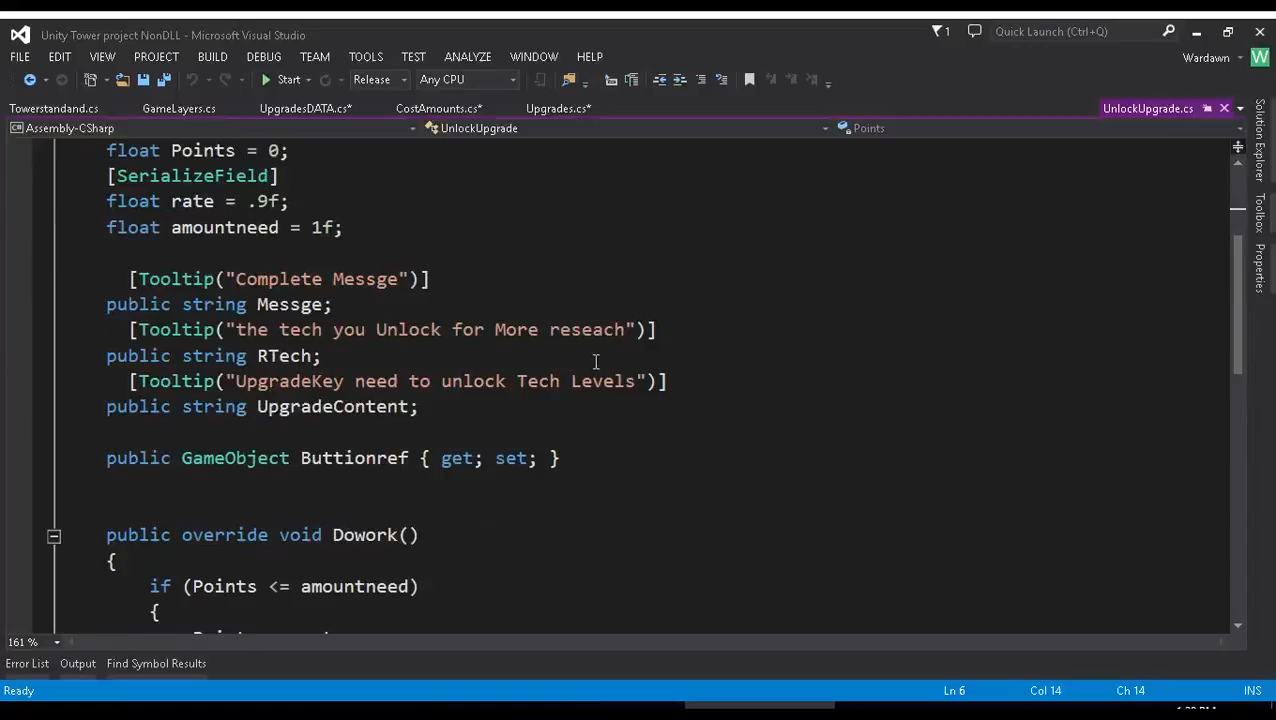 Unity Tower project NonDLL - Microsoft Visual Studio
1
Quick Launch (Ctrl+Q)
FILE EDIT VIEW PROJECT BUILD DEBUG TEAM TOOLS TEST ANALYZE WINDOW HELP
Wardawn W
Start Release Any CPU
Towerstandand.cs GameLayers.cs UpgradesDATA.cs* CostAmounts.cs* Upgrades.cs* UnlockUpgrade.cs
Assembly-CSharp UnlockUpgrade Points
float Points = 0;
[SerializeField]
float rate = .9f;
float amountneed = 1f;
[Tooltip("Complete Messge")]
public string Messge;
[Tooltip("the tech you Unlock for More reseach")]
public string RTech;
[Tooltip("UpgradeKey need to unlock Tech Levels")]
public string UpgradeContent;
public GameObject Buttionref { get; set; }
public override void Dowork()
{
if (Points <= amountneed)
{
161 %
Error List Output Find Symbol Results
Ready Ln 6 Col 14 Ch 14 INS
Solution Explorer
Toolbox
Properties